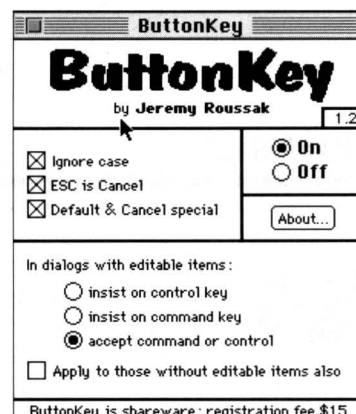 ButtonKey
ButtonKey
by Jeremy Roussak
1.2
Ignore case
ESC is Cancel
Default & Cancel special
On
Off
About...
In dialogs with editable items:
insist on control key
insist on command key
accept command or control
Apply to those without editable items also
ButtonKey is shareware: registration fee $15